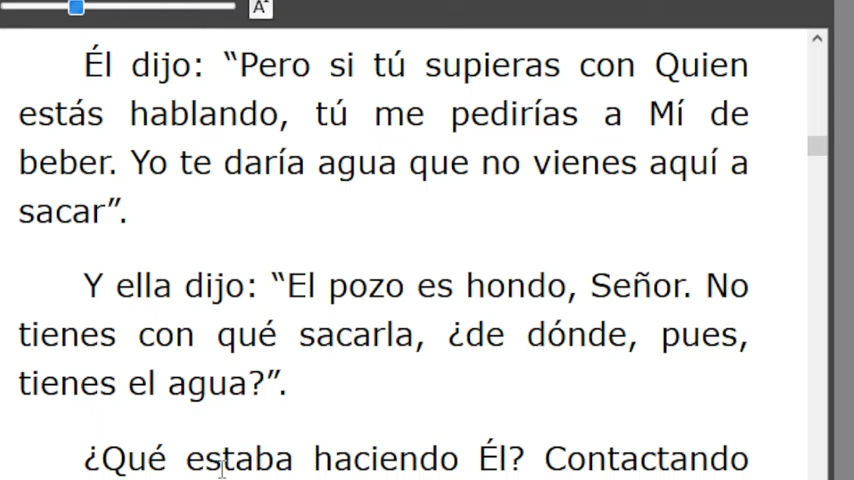 A
Él dijo: “Pero si tú supieras con Quien
estás hablando, tú me pedirías a Mí de
beber. Yo te daría agua que no vienes aquí a
sacar”.
Y ella dijo: “El pozo es hondo, Señor. No
tienes con qué sacarla, ¿de dónde, pues,
tienes el agua?”.
¿Qué estaba haciendo Él? Contactando